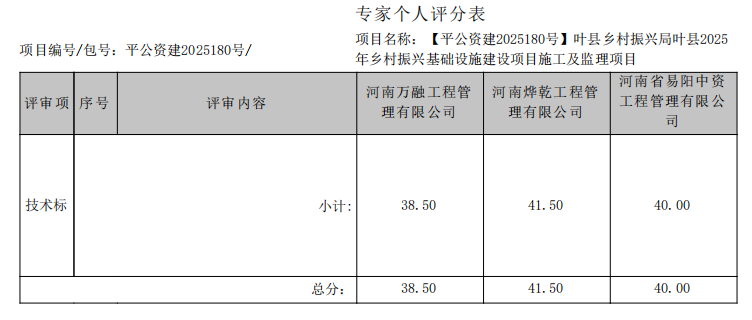 专家个人评分表
项目编号/包号：平公资建2025180号/
项目名称：【平公资建2025180号】叶县乡村振兴局叶县2025
年乡村振兴基础设施建设项目施工及监理项目
评审项 序号 评审内容 河南万融工程管 河南烨乾工程管 河南省易阳中资
理有限公司 理有限公司 工程管理有限公
司
技术标 小计: 38.50 41.50 40.00
总分： 38.50 41.50 40.00